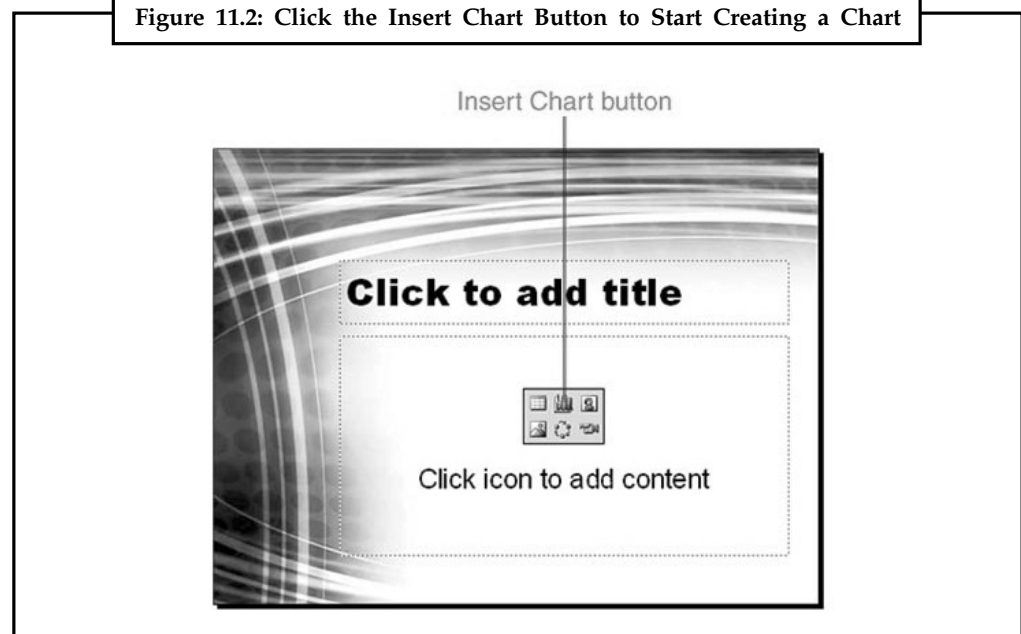 Figure 11.2: Click the Insert Chart Button to Start Creating a Chart
Insert Chart button
Click to add title
Click icon to add content